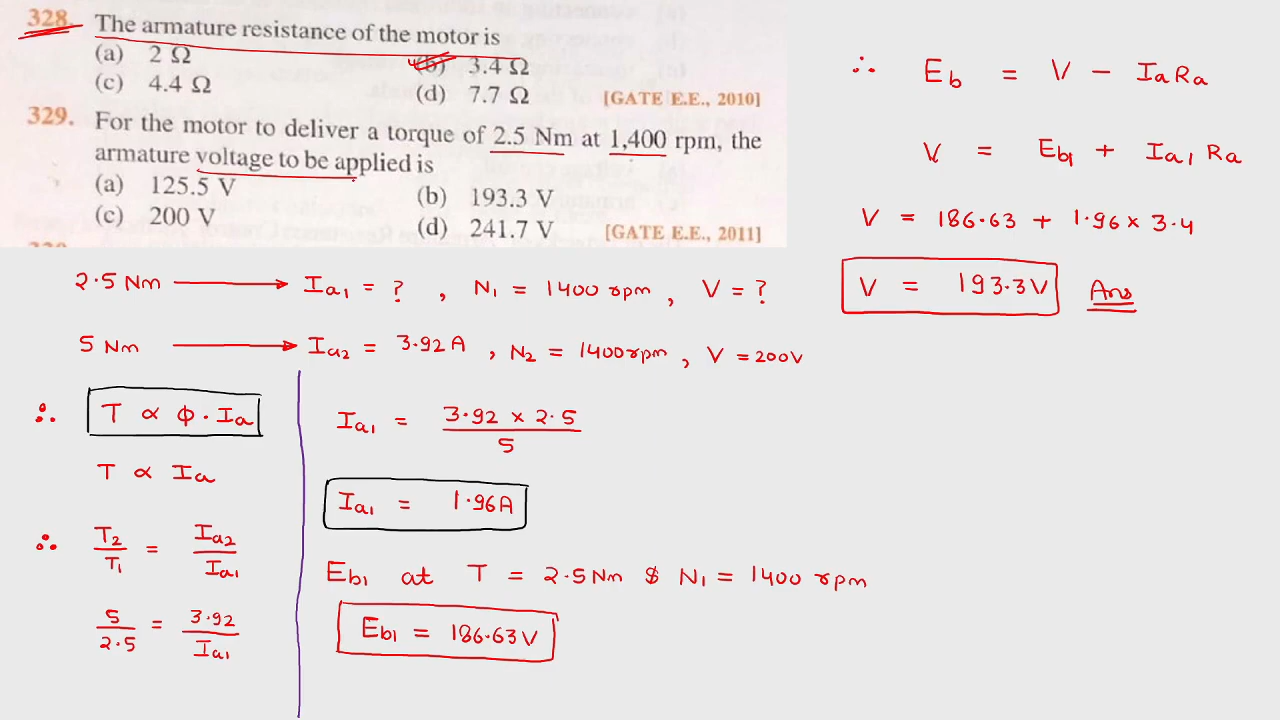 328. The armature resistance of the motor is
(a) 2 Ω (b) 3.4 Ω
(c) 4.4 Ω (d) 7.7 Ω [GATE E.E., 2010]
329. For the motor to deliver a torque of 2.5 Nm at 1,400 rpm, the
armature voltage to be applied is
(a) 125.5 V (b) 193.3 V
(c) 200 V (d) 241.7 V [GATE E.E., 2011]
2.5 Nm → Ia1 = ? , N1 = 1400 rpm , V = ?
5 Nm → Ia2 = 3.92 A , N2 = 1400 rpm , V = 200V
∴ T ∝ Φ . Ia
T ∝ Ia
∴ T2/T1 = Ia2/Ia1
5/2.5 = 3.92/Ia1
Ia1 = 3.92 × 2.5 / 5
Ia1 = 1.96A
Eb1 at T = 2.5 Nm $ N1 = 1400 rpm
Eb1 = 186.63 V
∴ Eb = V - IaRa
V = Eb1 + Ia1 Ra
V = 186.63 + 1.96 × 3.4
V = 193.3 V Ans